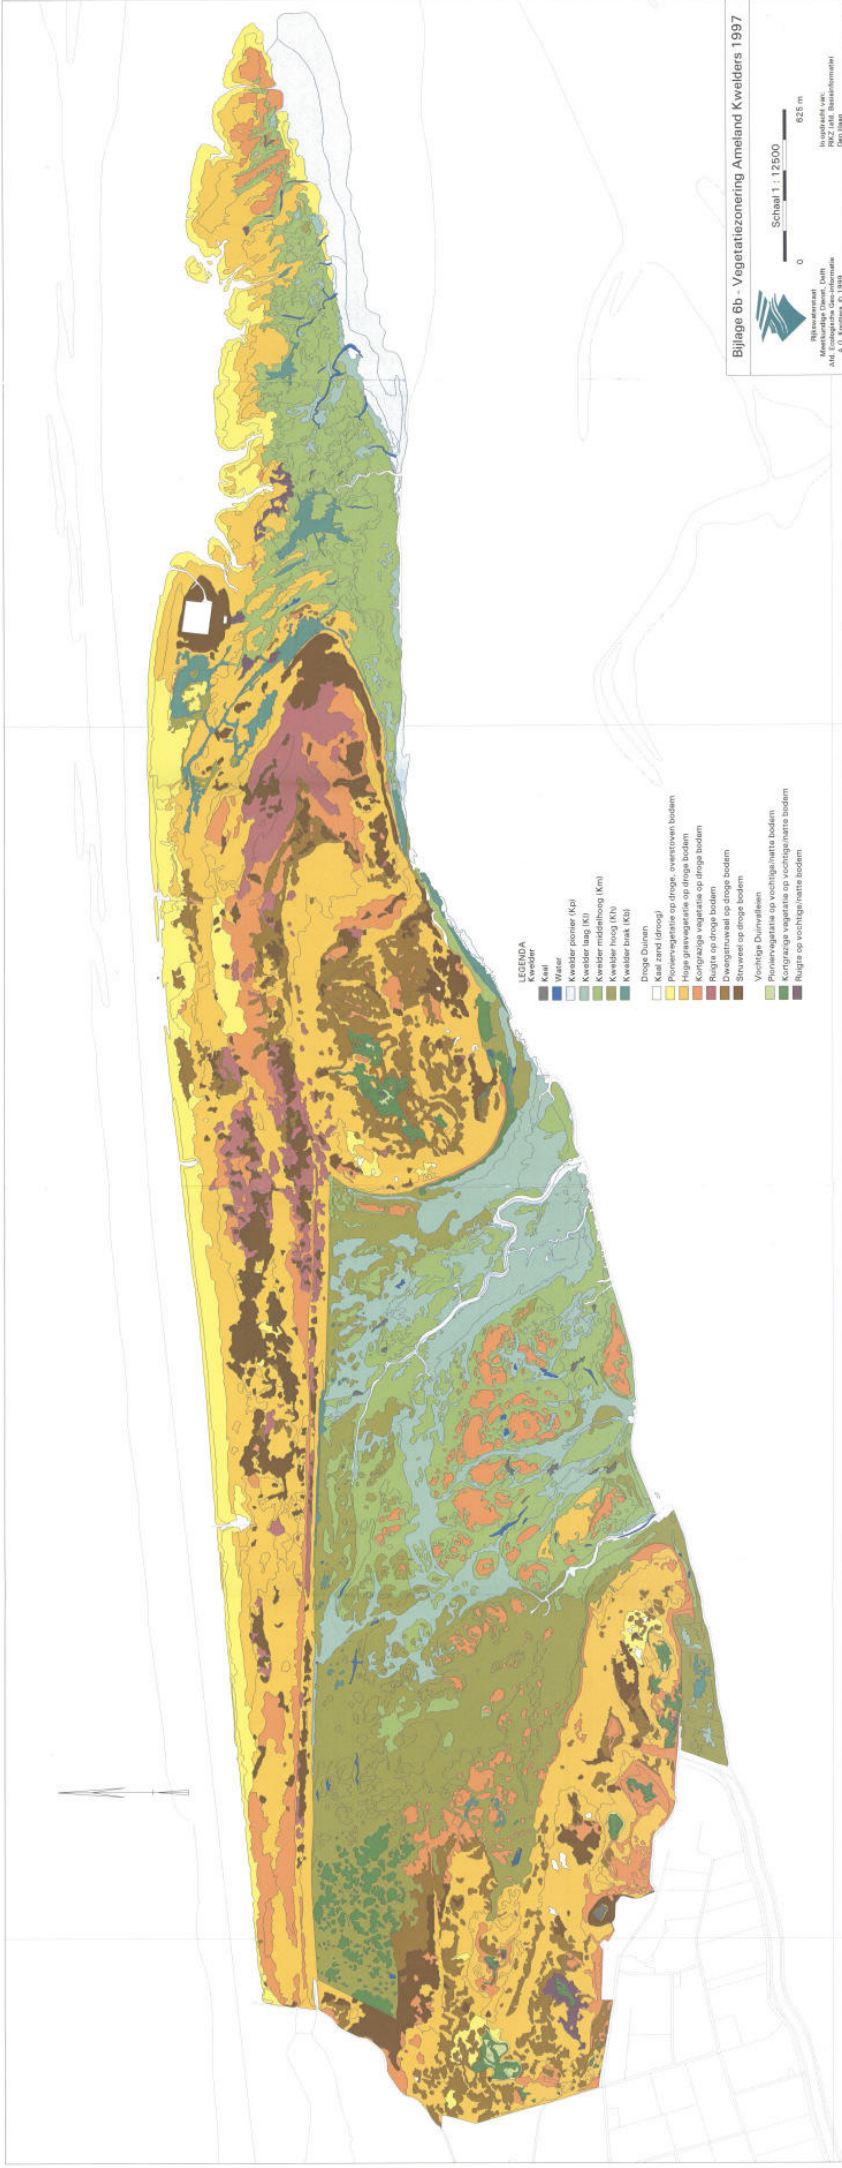 Bijlage 6b - Vegetatiezonering Ameland Kwelders 1997
Schaal 1 : 12500
0
625 m
Rijkswaterstaat
Meetkundige Dienst, Delft
Afd. Ecologische Geo-informatie
In opdracht van:
RIKZ (afd. Basisinformatie)
Den Haag
LEGENDA
Kwelder
Kaal
Water
Kwelder pionier (Kp)
Kwelder laag (Kl)
Kwelder middelhoog (Km)
Kwelder hoog (Kh)
Kwelder brak (Kb)
Droge Duinen
Kaal zand (droog)
Pioniervegetatie op droge, overstoven bodem
Hoge grasvegetatie op droge bodem
Kortgrazige vegetatie op droge bodem
Ruigte op droge bodem
Dwergstruweel op droge bodem
Struweel op droge bodem
Vochtige Duinvalleien
Pioniervegetatie op vochtige/natte bodem
Kortgrazige vegetatie op vochtige/natte bodem
Ruigte op vochtige/natte bodem